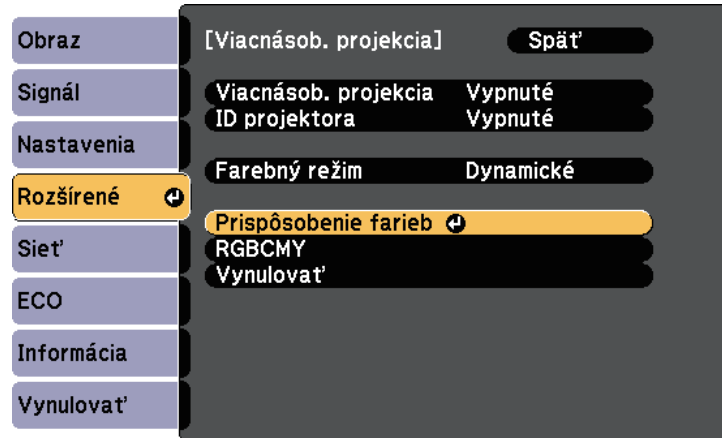 Obraz
Signál
Nastavenia
Rozšírené
Sieť
ECO
Informácia
Vynulovať
[Viacnásob. projekcia] Späť
Viacnásob. projekcia Vypnuté
ID projektora Vypnuté
Farebný režim Dynamické
Prispôsobenie farieb
RGBCMY
Vynulovať